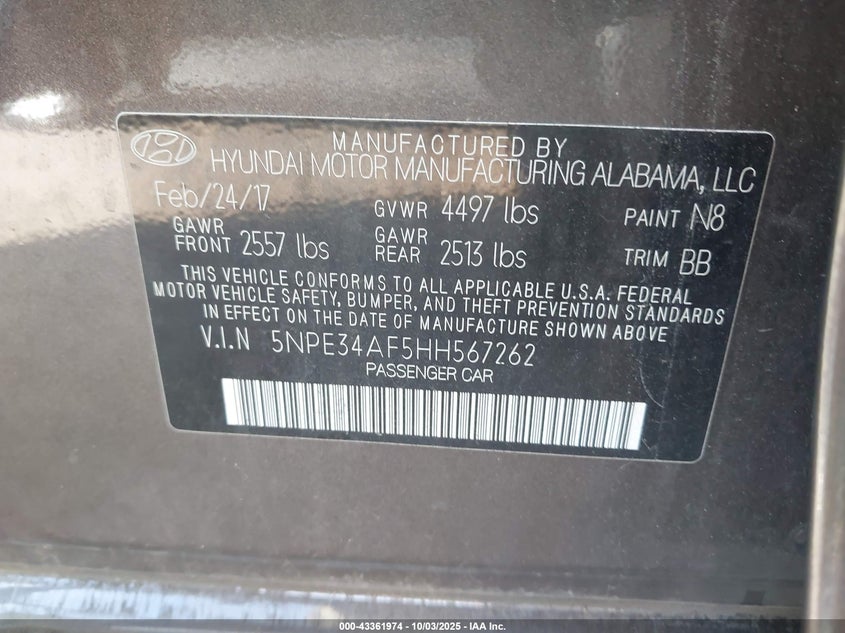 MANUFACTURED BY
HYUNDAI MOTOR MANUFACTURING ALABAMA, LLC
Feb/24/17 GVWR 4497 lbs PAINT N8
GAWR FRONT 2557 lbs GAWR REAR 2513 lbs TRIM BB
THIS VEHICLE CONFORMS TO ALL APPLICABLE U.S.A. FEDERAL
MOTOR VEHICLE SAFETY, BUMPER, AND THEFT PREVENTION STANDARDS
IN EFFECT ON THE DATE OF MANUFACTURE SHOWN ABOVE
V.I.N 5NPE34AF5HH567262
PASSENGER CAR
000-43361974 - 10/03/2025 - IAA Inc.